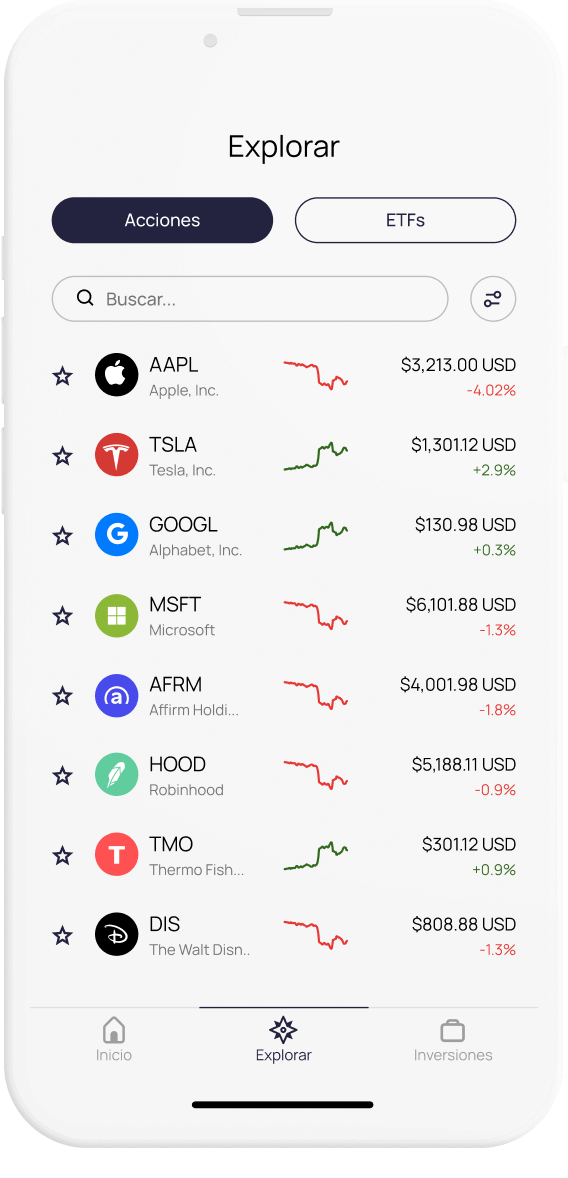 Explorar
Acciones
ETFs
Buscar...
AAPL
$3,213.00 USD
Apple, Inc.
-4.02%
TSLA
$1,301.12 USD
Tesla, Inc.
+2.9%
GOOGL
$130.98 USD
Alphabet, Inc.
+0.3%
MSFT
$6,101.88 USD
Microsoft
-1.3%
AFRM
$4,001.98 USD
Affirm Holdi...
-1.8%
HOOD
$5,188.11 USD
Robinhood
-0.9%
TMO
$301.12 USD
Thermo Fish...
+0.9%
DIS
$808.88 USD
The Walt Disn..
-1.3%
Inicio
Explorar
Inversiones